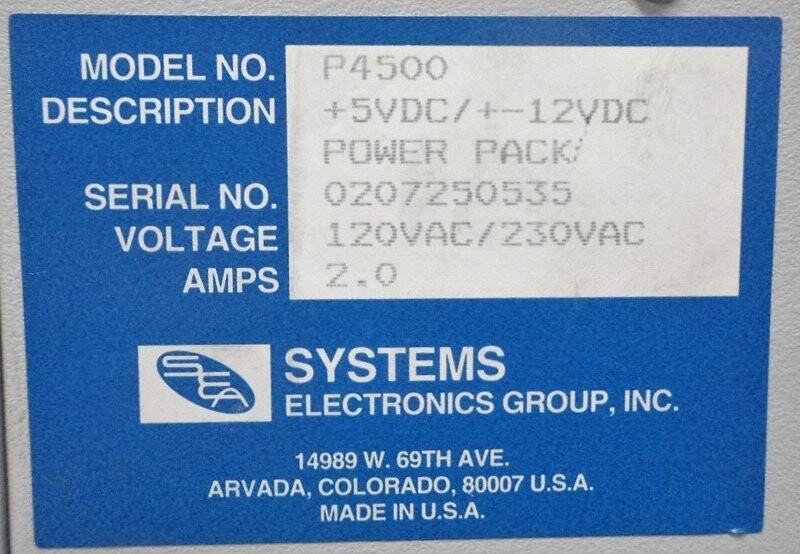 MODEL NO. P4500
DESCRIPTION +5VDC/+-12VDC
POWER PACK
SERIAL NO. 0207250535
VOLTAGE 120VAC/230VAC
AMPS 2.0
SYSTEMS
ELECTRONICS GROUP, INC.
14989 W. 69TH AVE.
ARVADA, COLORADO, 80007 U.S.A.
MADE IN U.S.A.